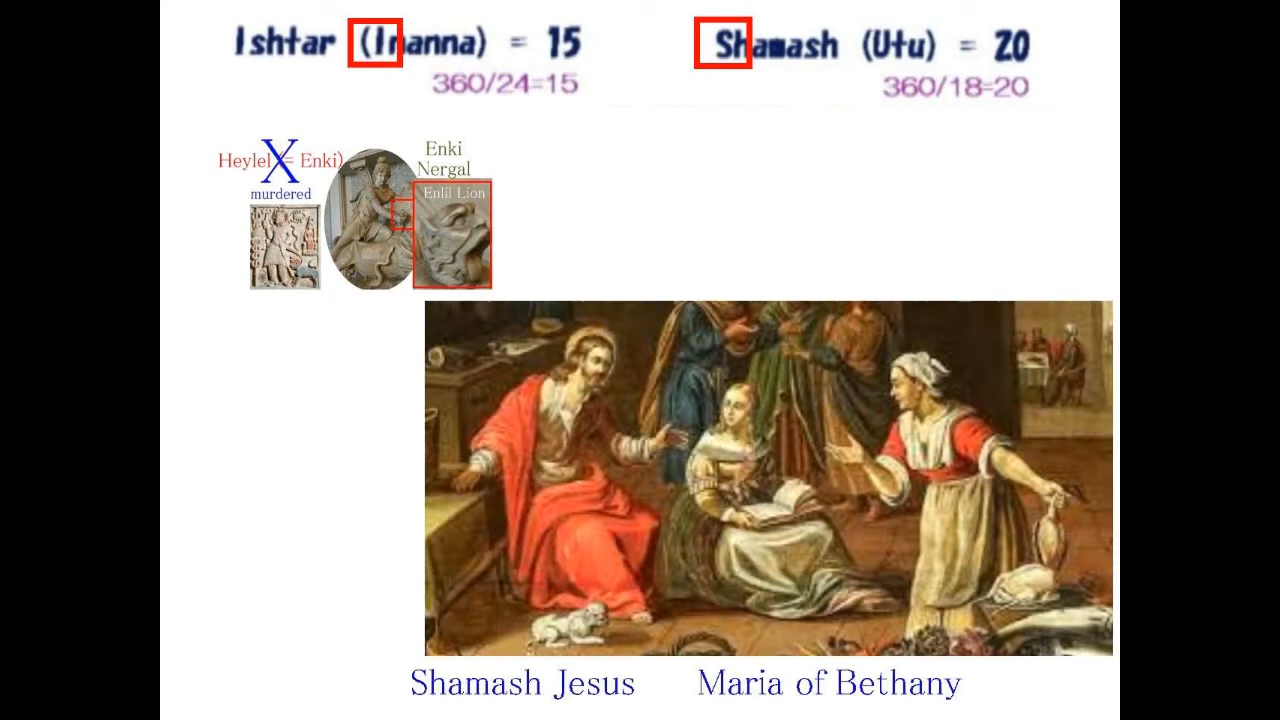 Ishtar (Inanna) = 15
360/24=15
Shamash (Utu) = 20
360/18=20
Heylel (= Enki)
X
murdered
Enki
Nergal
Enlil Lion
Shamash Jesus
Maria of Bethany